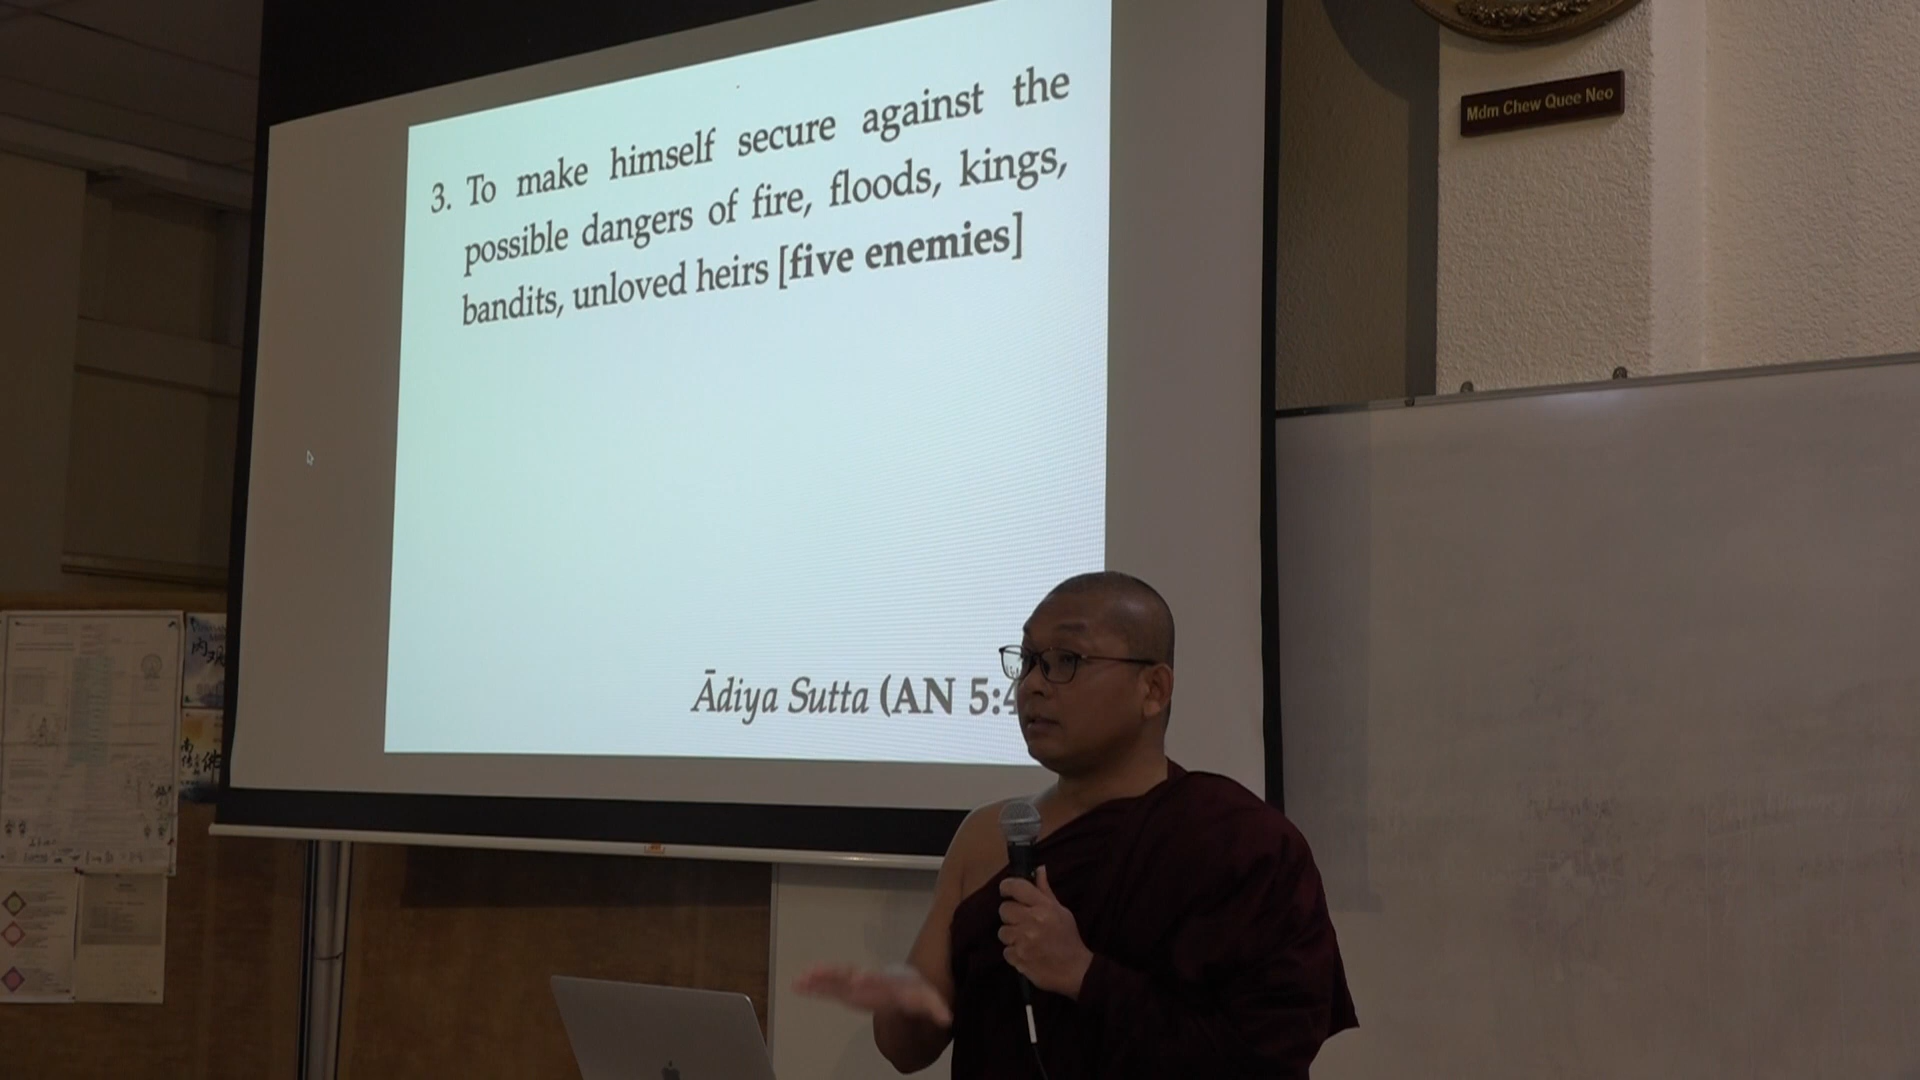 3. To make himself secure against the
possible dangers of fire, floods, kings,
bandits, unloved heirs [five enemies]
Ādiya Sutta (AN 5:4
Mdm Chew Quee Neo